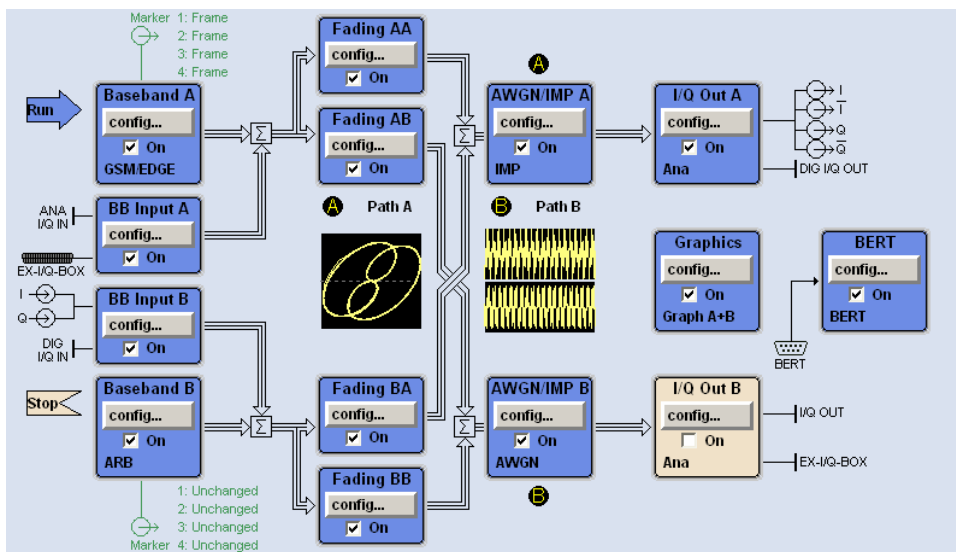 Marker 1: Frame
2: Frame
3: Frame
4: Frame
Run
Baseband A
config...
On
GSM/EDGE
Fading AA
config...
On
Fading AB
config...
On
Σ
Σ
A
AWGN/IMP A
config...
On
IMP
I/Q Out A
config...
On
Ana
I
I
Q
Q
DIG I/Q OUT
ANA
I/Q IN
EX-I/Q-BOX
BB Input A
config...
On
A Path A
B Path B
Graphics
config...
On
Graph A+B
BERT
config...
On
BERT
BERT
I
Q
DIG
I/Q IN
BB Input B
config...
On
Stop
Baseband B
config...
On
ARB
Σ
Fading BA
config...
On
Fading BB
config...
On
Σ
AWGN/IMP B
config...
On
AWGN
B
I/Q Out B
config...
On
Ana
I/Q OUT
EX-I/Q-BOX
1: Unchanged
2: Unchanged
3: Unchanged
Marker 4: Unchanged